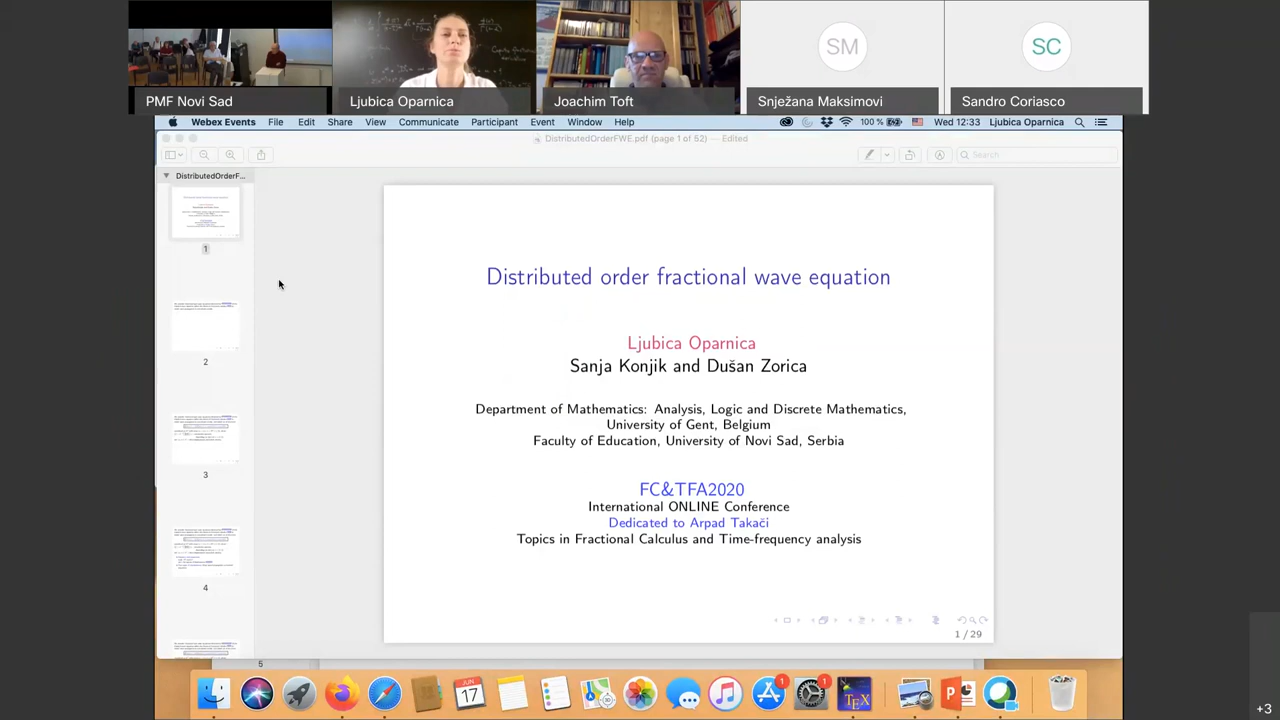 SM
SC
PMF Novi Sad
Ljubica Oparnica
Joachim Toft
Snježana Maksimovi
Sandro Coriasco
Webex Events File Edit Share View Communicate Participant Event Window Help 100 % Wed 12:33 Ljubica Oparnica
DistributedOrderFWE.pdf (page 1 of 52) — Edited
Search
DistributedOrderF...
1
2
3
4
5
Distributed order fractional wave equation
Ljubica Oparnica
Sanja Konjik and Dušan Zorica
Department of Mathematics: Analysis, Logic and Discrete Mathematics,
University of Gent, Belgium
Faculty of Education, University of Novi Sad, Serbia
FC&TFA2020
International ONLINE Conference
Dedicated to Arpad Takači
Topics in Fractional Calculus and Time-frequency analysis
1 / 29
JUN
17
1
1
TEX
+3